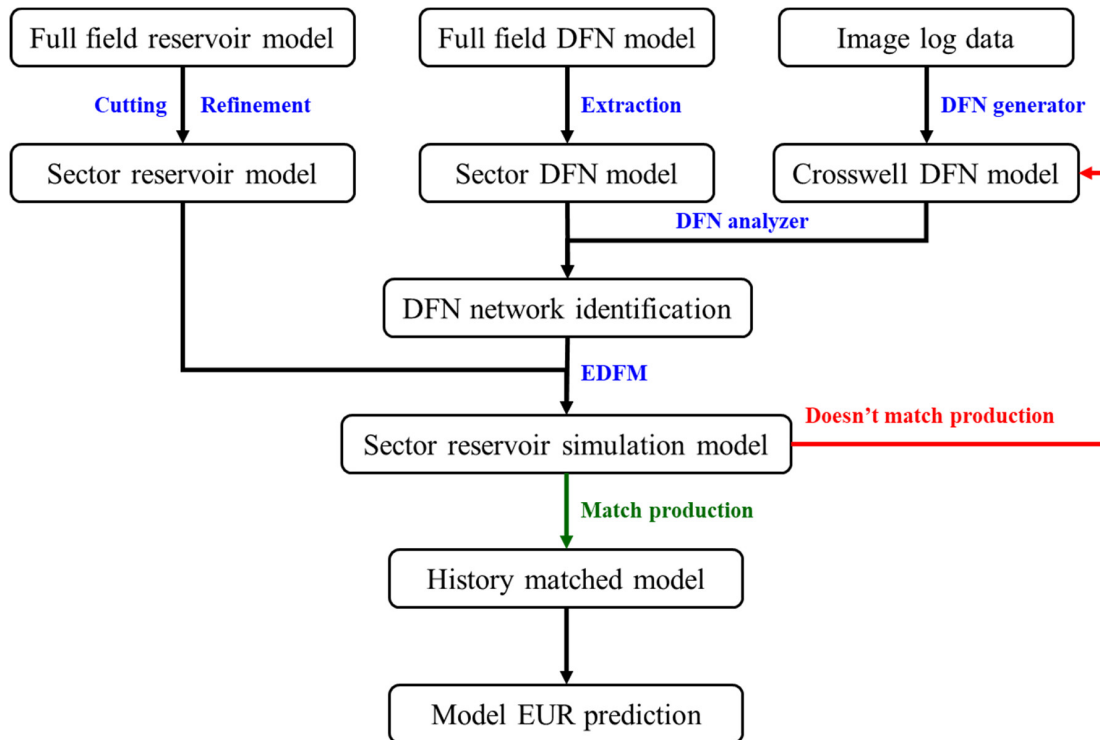 Full field reservoir model
Full field DFN model
Image log data
Cutting
Refinement
Extraction
DFN generator
Sector reservoir model
Sector DFN model
Crosswell DFN model
DFN analyzer
DFN network identification
EDFM
Sector reservoir simulation model
Doesn't match production
Match production
History matched model
Model EUR prediction